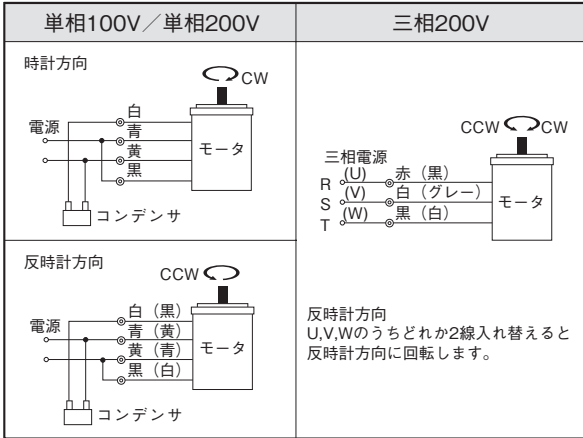 単相100V／単相200V
三相200V
時計方向
CW
電源
白
青
黄
黒
モータ
コンデンサ
反時計方向
CCW
電源
白（黒）
青（黄）
黄（青）
黒（白）
モータ
コンデンサ
CCW CW
三相電源
R (U) 赤（黒）
S (V) 白（グレー）
T (W) 黒（白）
モータ
反時計方向
U,V,Wのうちどれか2線入れ替えると
反時計方向に回転します。